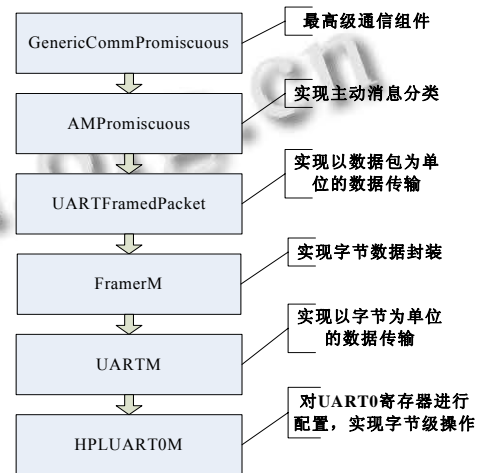 GenericCommPromiscuous
最高级通信组件
AMPromiscuous
实现主动消息分类
UARTFramedPacket
实现以数据包为单
位的数据传输
FramerM
实现字节数据封装
UARTM
实现以字节为单位
的数据传输
HPLUART0M
对UART0寄存器进行
配置，实现字节级操作